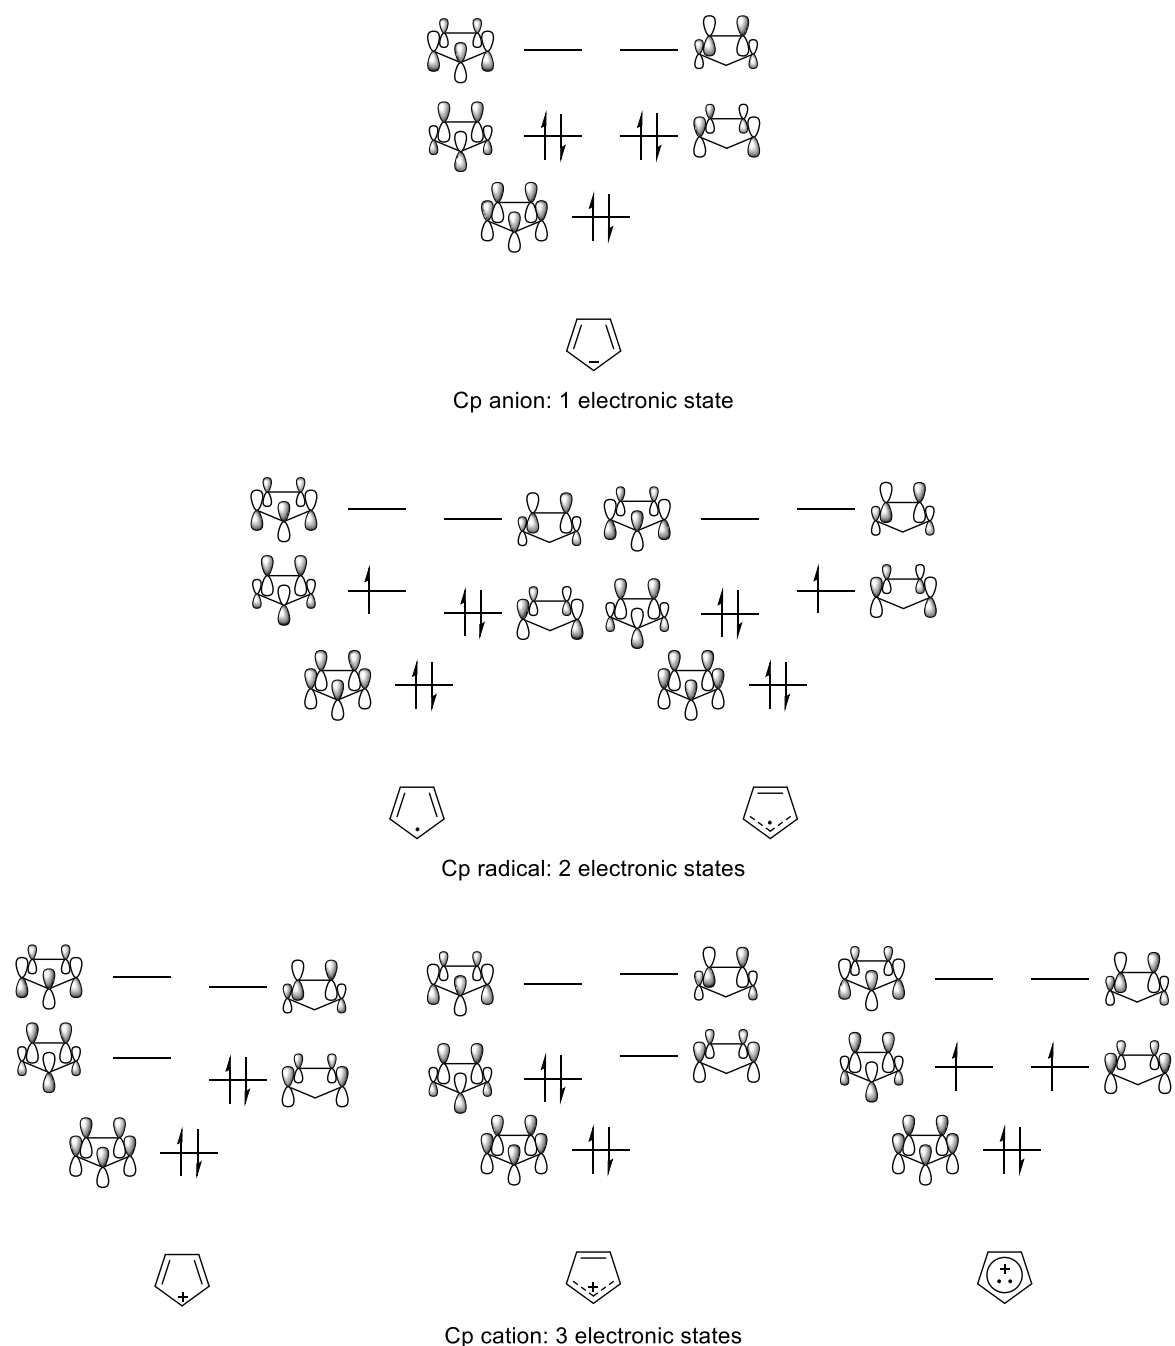 Cp anion: 1 electronic state
Cp radical: 2 electronic states
Cp cation: 3 electronic states